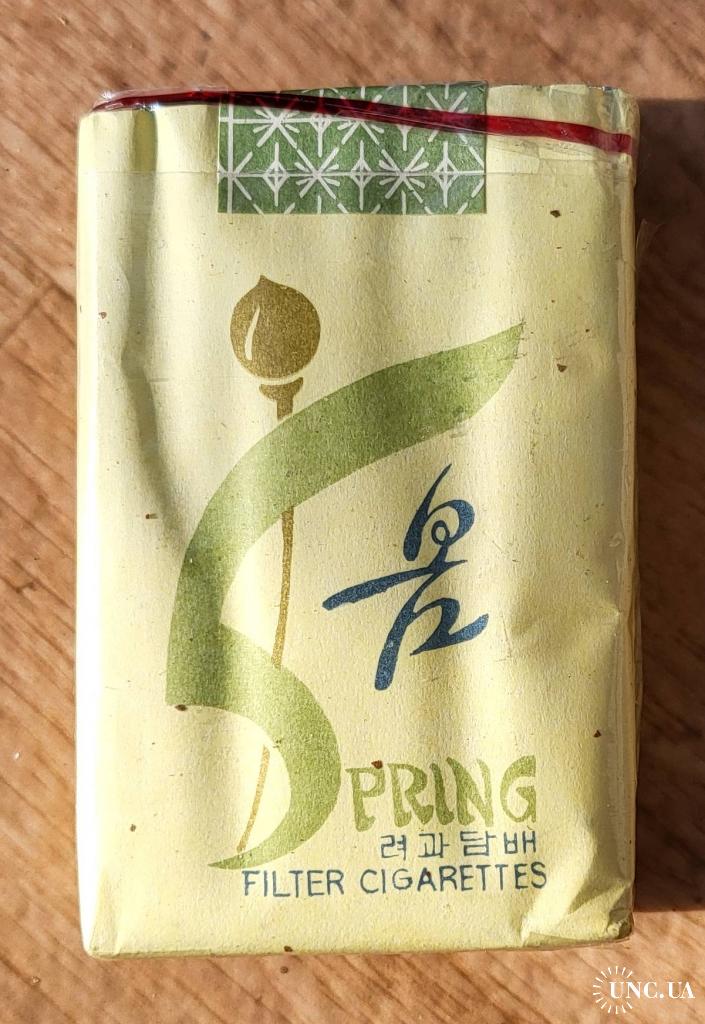 봄
SPRING
려과담배
FILTER CIGARETTES
UNC.UA